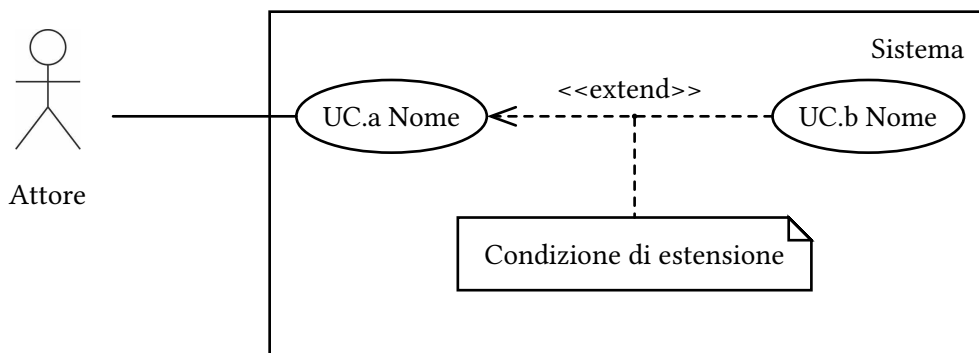 Sistema
<<extend>>
UC.a Nome
UC.b Nome
Attore
Condizione di estensione